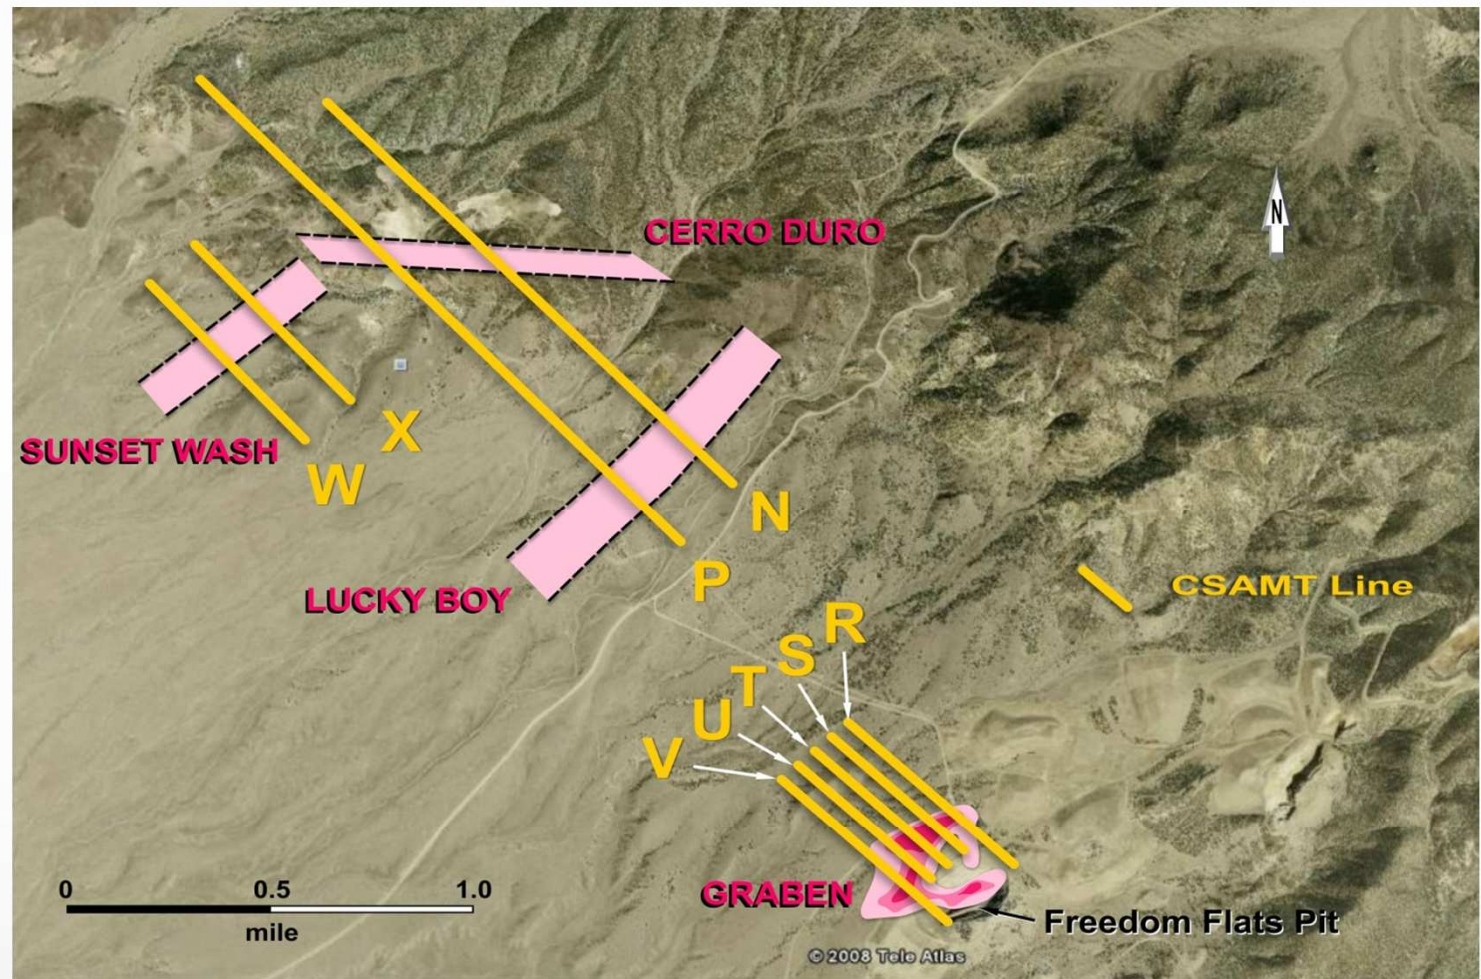 CERRO DURO
N
SUNSET WASH
X
W
N
P
LUCKY BOY
CSAMT Line
R
S
T
U
V
GRABEN
Freedom Flats Pit
0 0.5 1.0
mile
© 2008 Tele Atlas